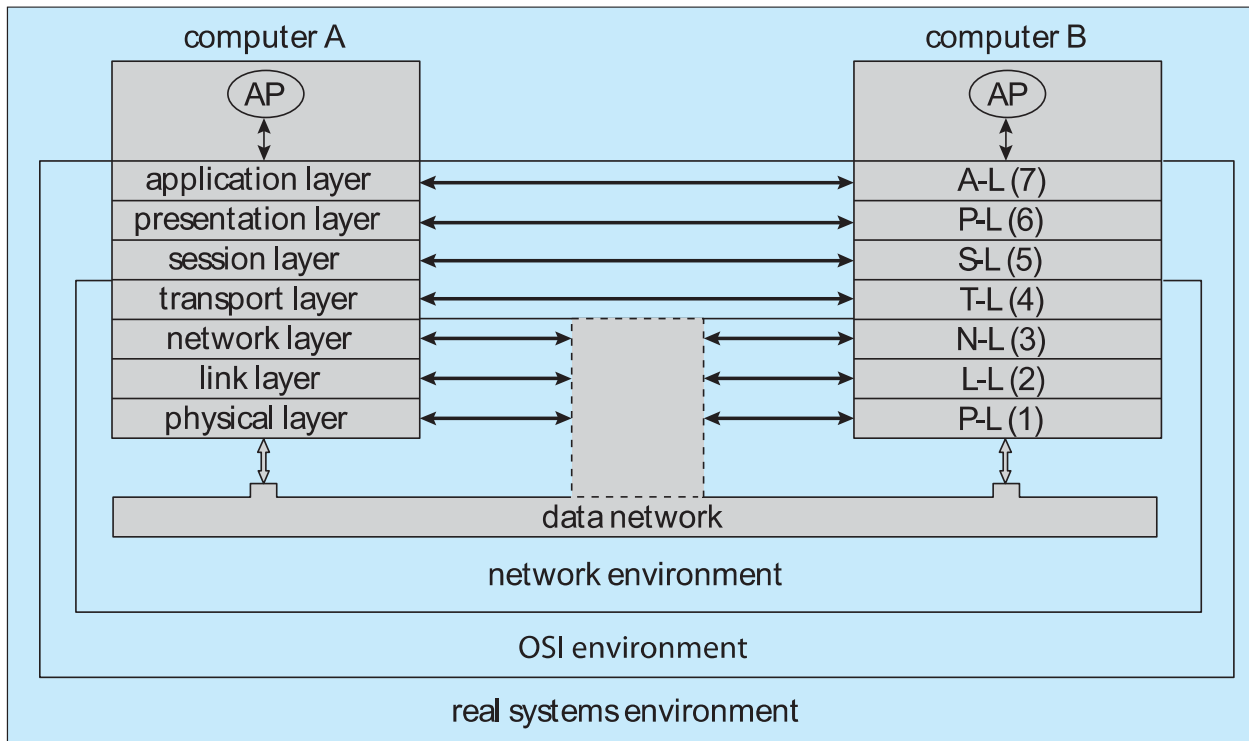 computer A
computer B
AP
AP
application layer
A-L (7)
presentation layer
P-L (6)
session layer
S-L (5)
transport layer
T-L (4)
network layer
N-L (3)
link layer
L-L (2)
physical layer
P-L (1)
data network
network environment
OSI environment
real systems environment